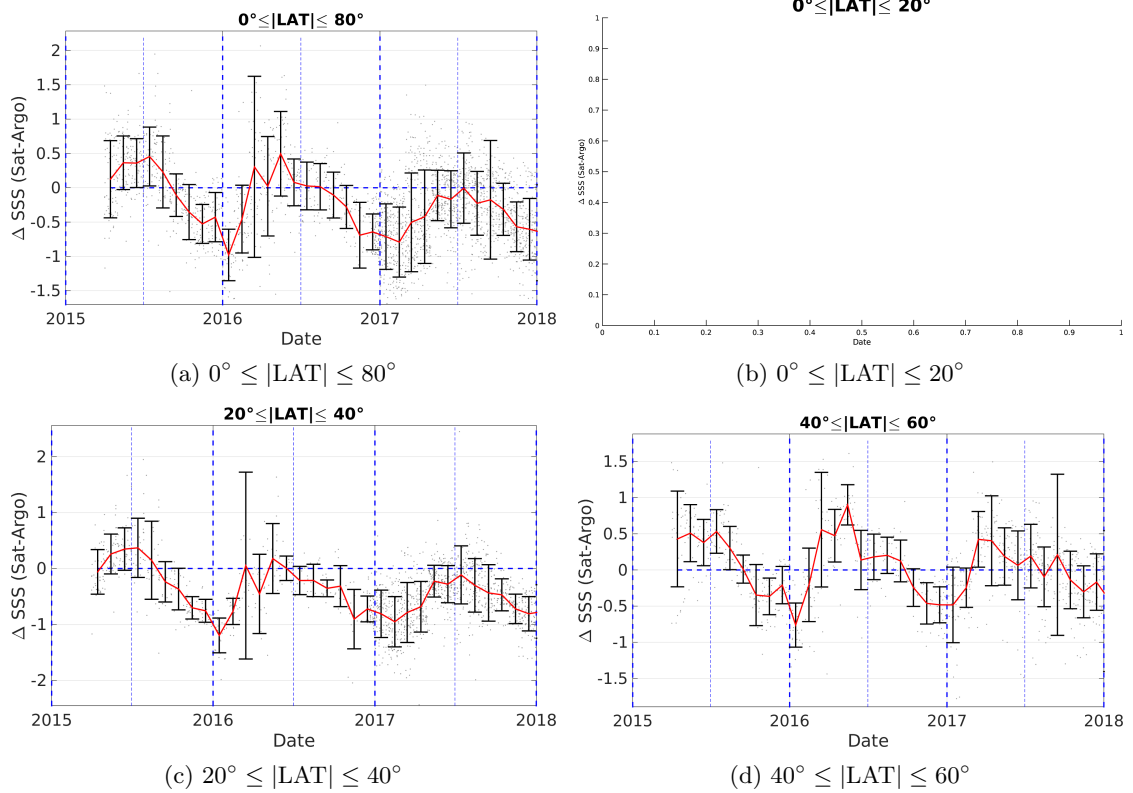 0°≤|LAT|≤ 80°
2
1.5
1
0.5
0
-0.5
-1
-1.5
Δ SSS (Sat-Argo)
2015 2016 2017 2018
Date
(a) 0° ≤ |LAT| ≤ 80°
0°≤|LAT|≤ 20°
1
0.9
0.8
0.7
0.6
0.5
0.4
0.3
0.2
0.1
0
Δ SSS (Sat-Argo)
0 0.1 0.2 0.3 0.4 0.5 0.6 0.7 0.8 0.9 1
Date
(b) 0° ≤ |LAT| ≤ 20°
20°≤|LAT|≤ 40°
2
1
0
-1
-2
Δ SSS (Sat-Argo)
2015 2016 2017 2018
Date
(c) 20° ≤ |LAT| ≤ 40°
40°≤|LAT|≤ 60°
1.5
1
0.5
0
-0.5
-1
-1.5
Δ SSS (Sat-Argo)
2015 2016 2017 2018
Date
(d) 40° ≤ |LAT| ≤ 60°